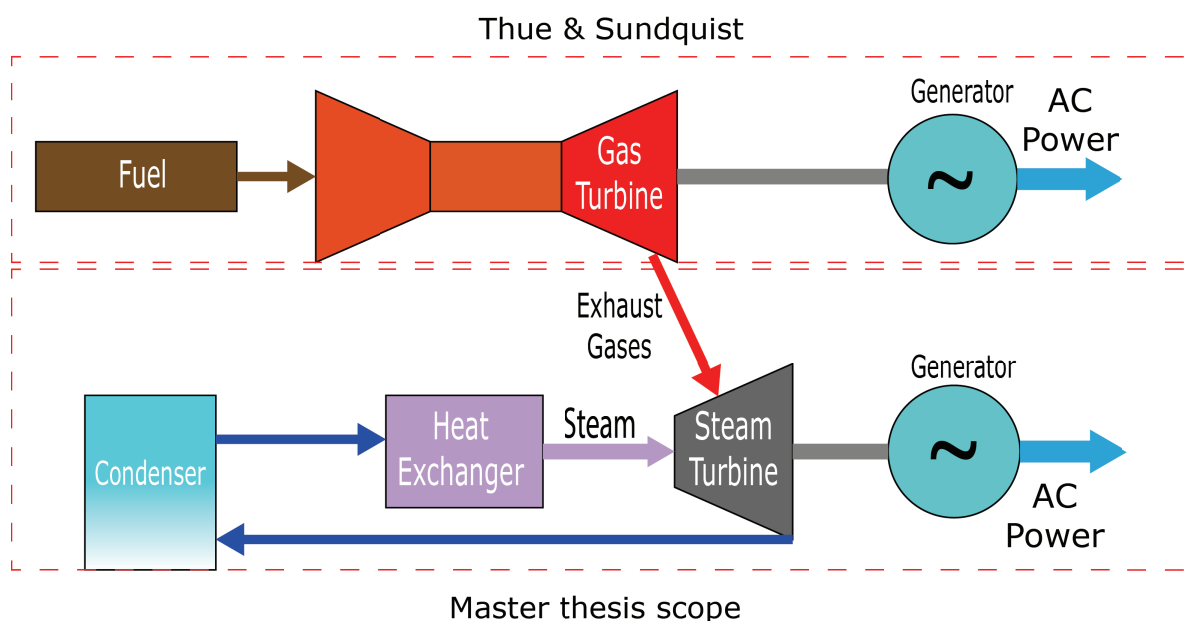 Thue & Sundquist
Generator
AC
Power
Fuel
Gas
Turbine
~
Exhaust
Gases
Generator
Steam
Heat
Exchanger
Steam
Turbine
Condenser
~
AC
Power
Master thesis scope